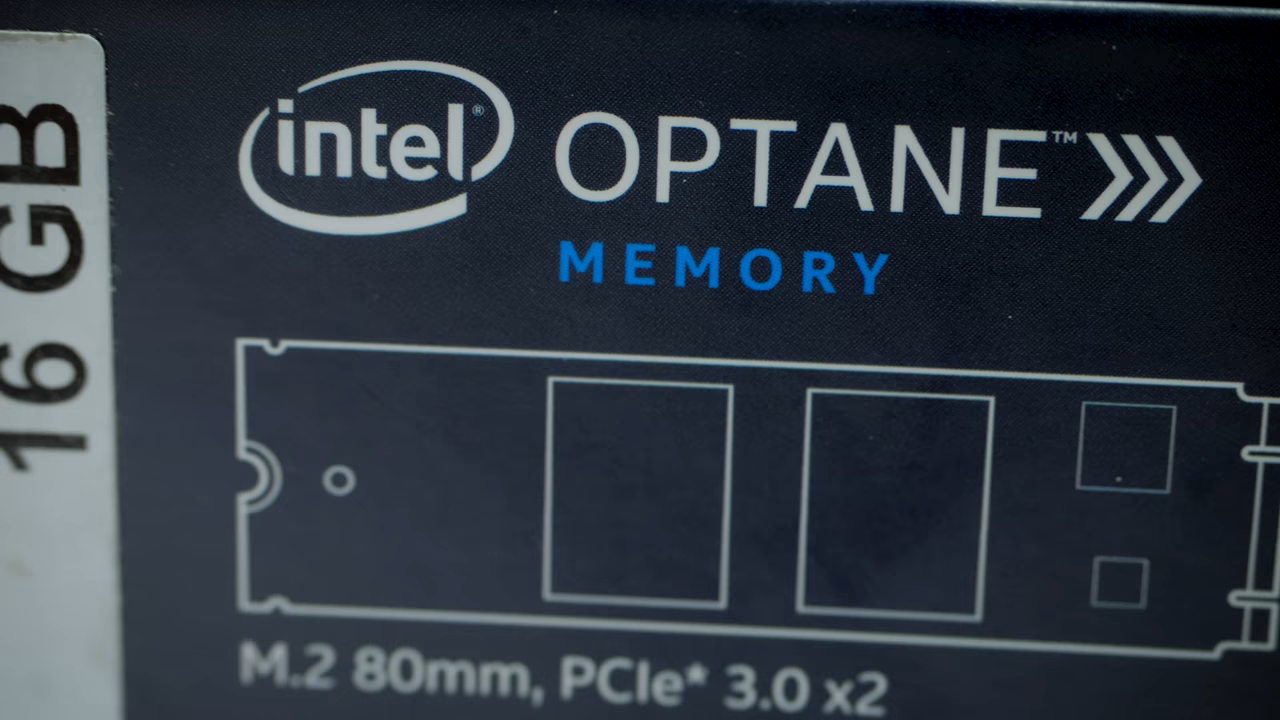 16 GB
intel®
OPTANE™
MEMORY
M.2 80mm, PCIe* 3.0 x2